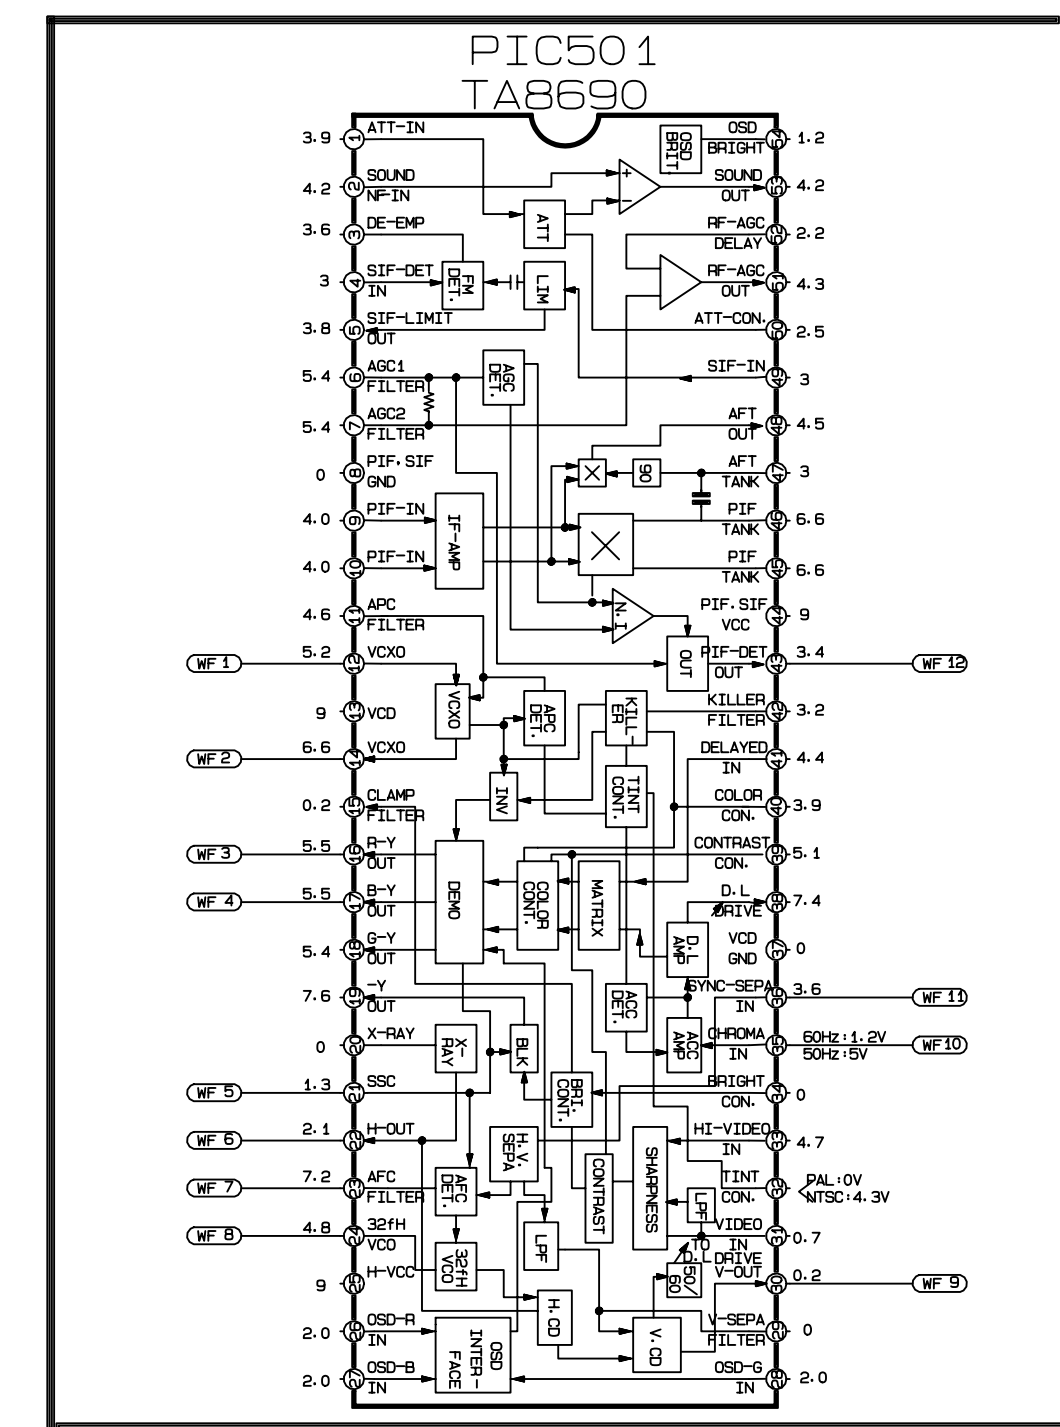 PIC501
TA8690
3.9 1 ATT-IN
4.2 2 SOUND
NF-IN
3.6 3 DE-EMP
3 4 SIF-DET
IN
3.8 5 SIF-LIMIT
OUT
5.4 6 AGC1
FILTER
5.4 7 AGC2
FILTER
0 8 PIF.SIF
GND
4.0 9 PIF-IN
4.0 10 PIF-IN
4.6 11 APC
FILTER
WF 1 5.2 12 VCXO
9 13 VCD
WF 2 6.6 14 VCXO
0.2 15 CLAMP
FILTER
WF 3 5.5 16 R-Y
OUT
WF 4 5.5 17 B-Y
OUT
5.4 18 G-Y
OUT
7.6 19 -Y
OUT
0 20 X-RAY
WF 5 1.3 21 SSC
WF 6 2.1 22 H-OUT
WF 7 7.2 23 AFC
FILTER
WF 8 4.8 24 32fH
VCO
9 25 H-VCC
2.0 26 OSD-R
IN
2.0 27 OSD-B
IN
OSD
BRIT.
+
-
ATT
FM
DET.
LIM
AGC
DET.
90
IF-AMP
N.I
OUT
VCXO
APC
DET.
KILL-
ER
INV
TINT
CONT.
DEMO
COLOR
CONT.
MATRIX
D.L
AMP
ACC
DET.
ACC
AMP
X-
RAY
BLK
BRI.
CONT.
H.V.
SEPA
AFC
DET.
CONTRAST
SHARPNESS
LPF
LPF
32fH
VCO
TO
D.L DRIVE
50/
60
H.CD
V.CD
OSD
INTER-
FACE
OSD
BRIGHT 54 1.2
SOUND
OUT 53 4.2
RF-AGC
DELAY 52 2.2
RF-AGC
OUT 51 4.3
ATT-CON. 50 2.5
SIF-IN 49 3
AFT
OUT 48 4.5
AFT
TANK 47 3
PIF
TANK 46 6.6
PIF
TANK 45 6.6
PIF.SIF
VCC 44 9
PIF-DET
OUT 43 3.4 WF 12
KILLER
FILTER 42 3.2
DELAYED
IN 41 4.4
COLOR
CON. 40 3.9
CONTRAST
CON. 39 5.1
D.L
DRIVE 38 7.4
VCD
GND 37 0
SYNC-SEPA
IN 36 3.6 WF 11
CHROMA
IN 35 60Hz:1.2V
50Hz:5V WF 10
BRIGHT
CON. 34 0
HI-VIDEO
IN 33 4.7
TINT
CON. 32 PAL:0V
NTSC:4.3V
VIDEO
IN 31 0.7
V-OUT 30 0.2 WF 9
V-SEPA
FILTER 29 0
OSD-G
IN 28 2.0